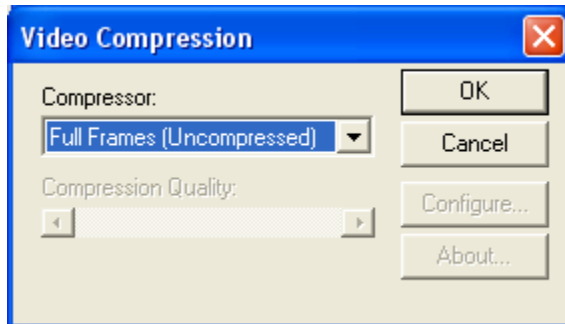 Video Compression
Compressor:
Full Frames (Uncompressed)
Compression Quality:
OK
Cancel
Configure...
About...